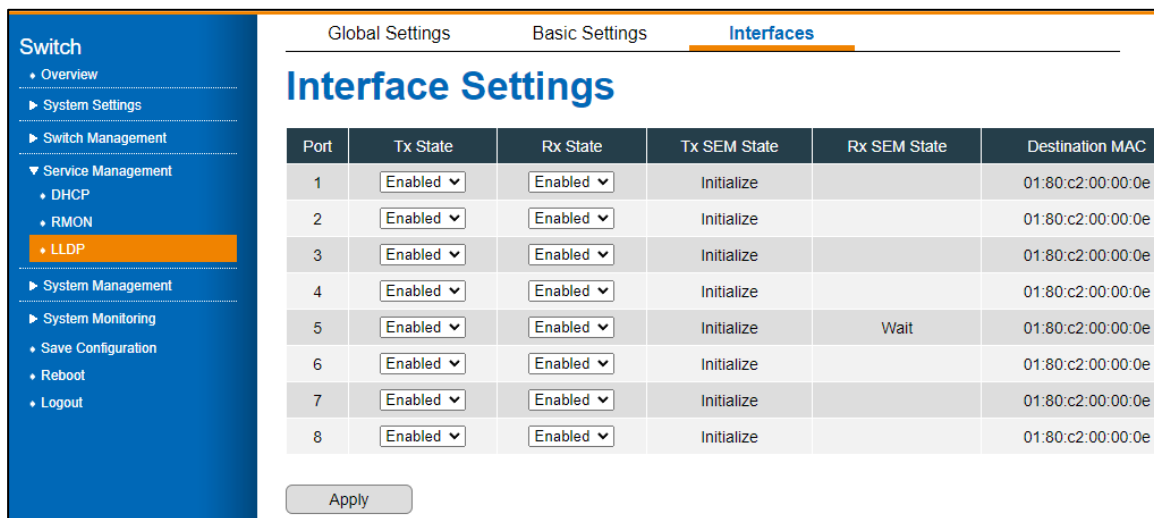 Switch
Overview
System Settings
Switch Management
Service Management
DHCP
RMON
LLDP
System Management
System Monitoring
Save Configuration
Reboot
Logout
Global Settings Basic Settings Interfaces
Interface Settings
Port Tx State Rx State Tx SEM State Rx SEM State Destination MAC
1 Enabled Enabled Initialize 01:80:c2:00:00:0e
2 Enabled Enabled Initialize 01:80:c2:00:00:0e
3 Enabled Enabled Initialize 01:80:c2:00:00:0e
4 Enabled Enabled Initialize 01:80:c2:00:00:0e
5 Enabled Enabled Initialize Wait 01:80:c2:00:00:0e
6 Enabled Enabled Initialize 01:80:c2:00:00:0e
7 Enabled Enabled Initialize 01:80:c2:00:00:0e
8 Enabled Enabled Initialize 01:80:c2:00:00:0e
Apply